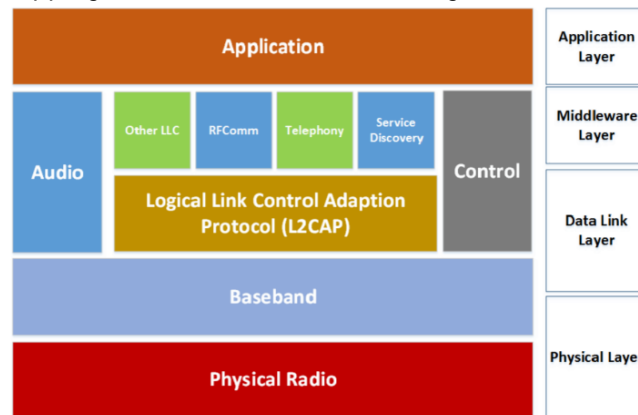 Application
Application
Layer
Audio
Other LLC
RFComm
Telephony
Service
Discovery
Control
Middleware
Layer
Logical Link Control Adaption
Protocol (L2CAP)
Data Link
Layer
Baseband
Physical Radio
Physical Laye